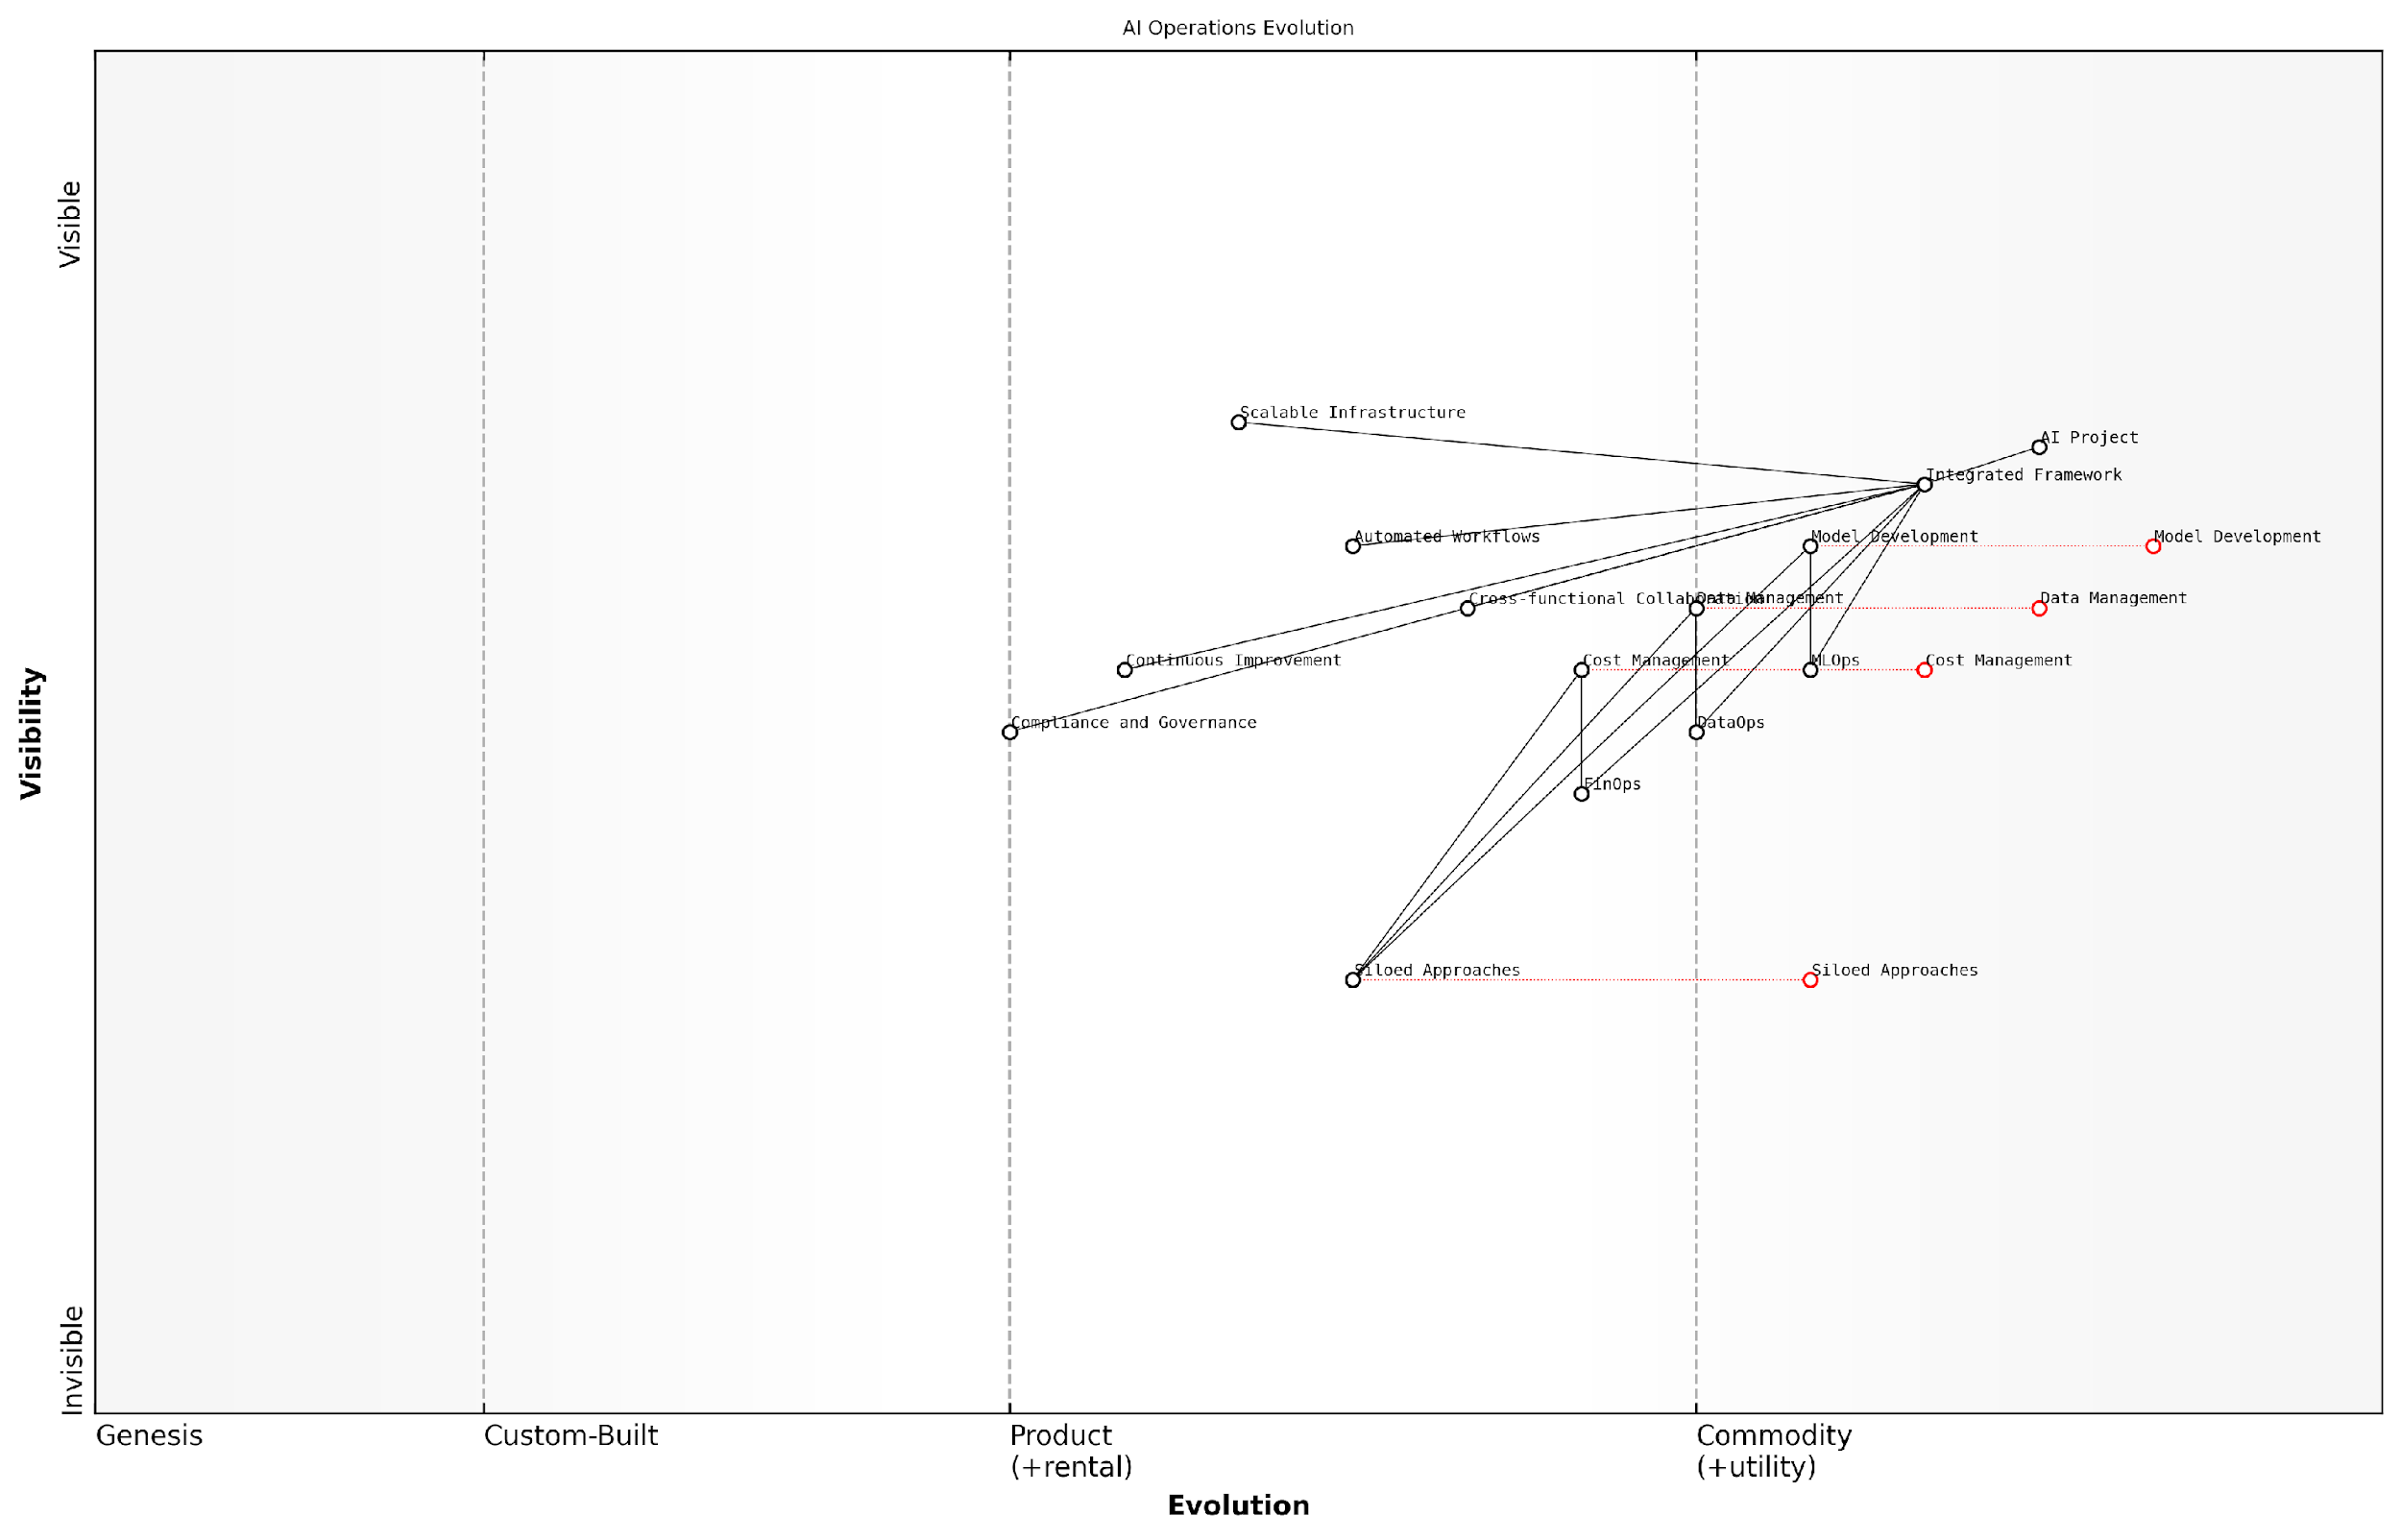 AI Operations Evolution
Visible
Scalable Infrastructure
AI Project
Integrated Framework
Automated Workflows
Model Development
Model Development
Cross-functional Collaboration
Data Management
Data Management
Continuous Improvement
Cost Management
MLOps
Cost Management
Compliance and Governance
DataOps
FinOps
Siloed Approaches
Siloed Approaches
Visibility
Invisible
Genesis
Custom-Built
Product
(+rental)
Commodity
(+utility)
Evolution